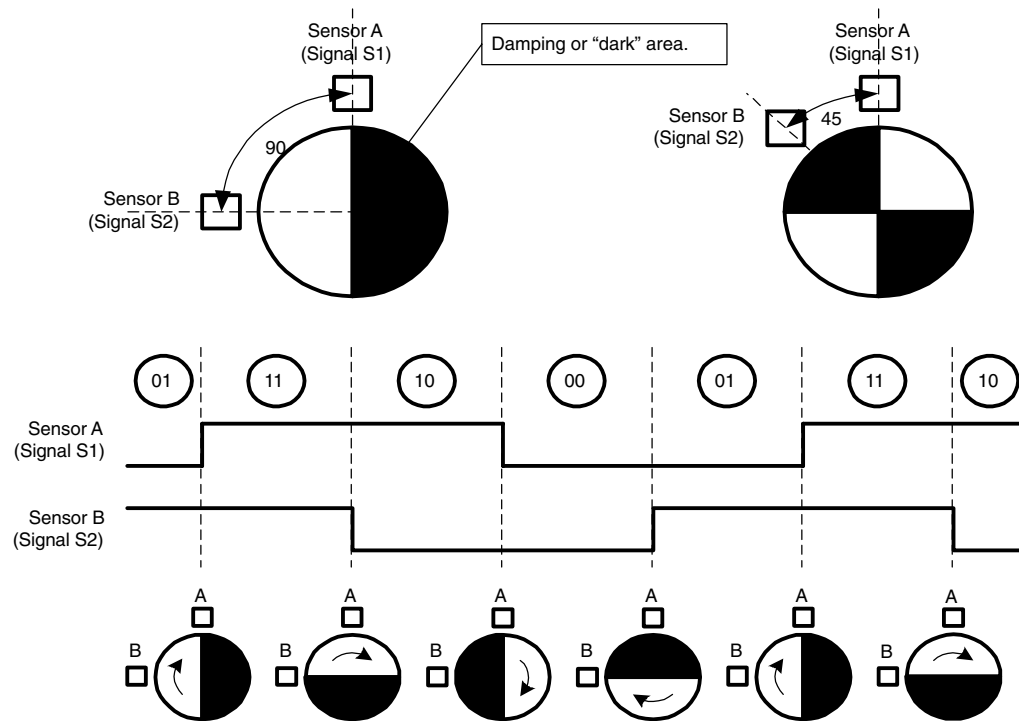 Sensor A
(Signal S1)
Damping or “dark” area.
Sensor A
(Signal S1)
Sensor B
(Signal S2)
45
90
Sensor B
(Signal S2)
01
11
10
00
01
11
10
Sensor A
(Signal S1)
Sensor B
(Signal S2)
A
A
A
A
A
A
B
B
B
B
B
B